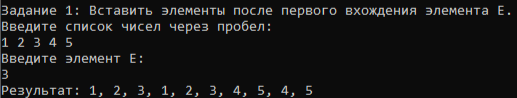 Задание 1: Вставить элементы после первого вхождения элемента E.
Введите список чисел через пробел:
1 2 3 4 5
Введите элемент E:
3
Результат: 1, 2, 3, 1, 2, 3, 4, 5, 4, 5